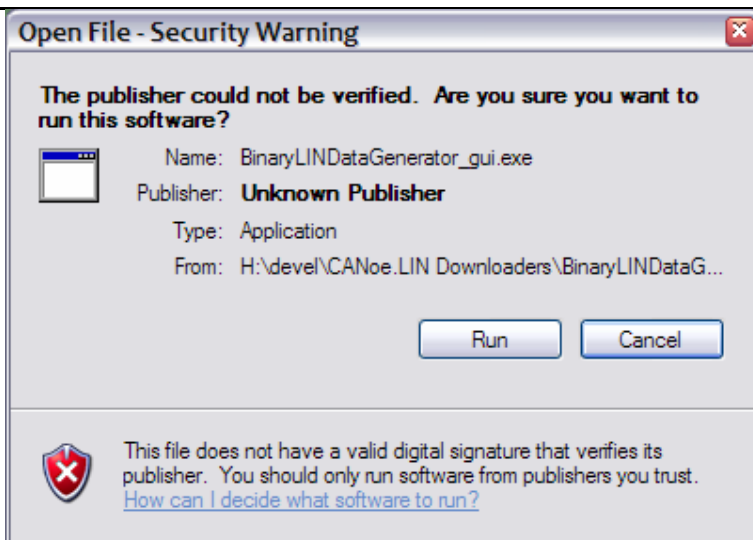 Open File - Security Warning
The publisher could not be verified. Are you sure you want to
run this software?
Name: BinaryLINDataGenerator_gui.exe
Publisher: Unknown Publisher
Type: Application
From: H:\devel\CANoe.LIN Downloaders\BinaryLINDataG...
Run Cancel
This file does not have a valid digital signature that verifies its
publisher. You should only run software from publishers you trust.
How can I decide what software to run?